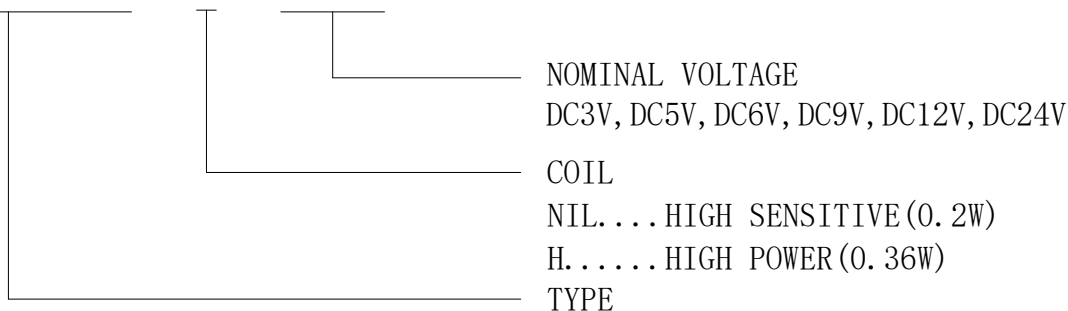 NOMINAL VOLTAGE
DC3V,DC5V,DC6V,DC9V,DC12V,DC24V
COIL
NIL....HIGH SENSITIVE(0.2W)
H......HIGH POWER(0.36W)
TYPE